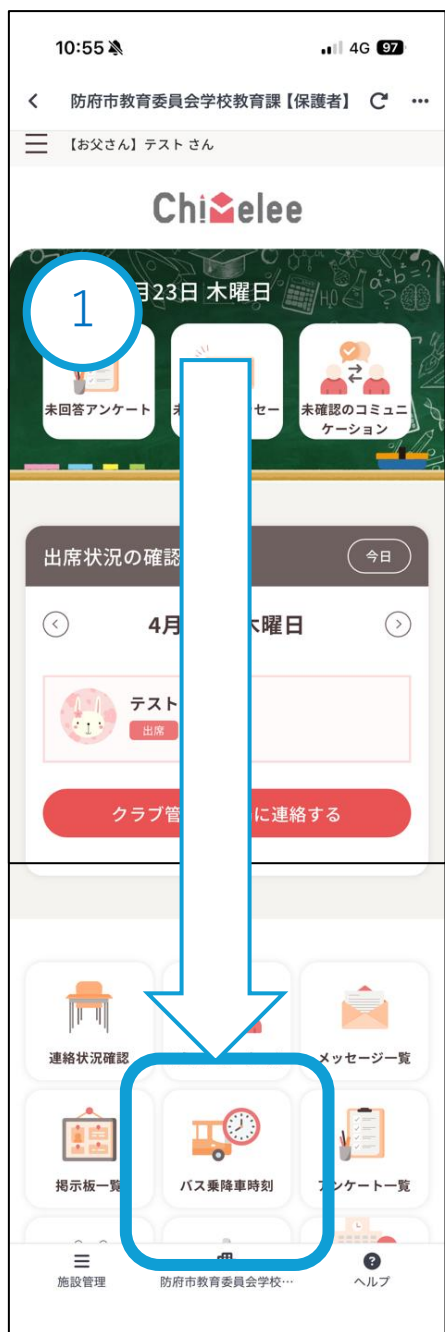 10:55
4G 97
防府市教育委員会学校教育課【保護者】
【お父さん】テスト さん
Chimelee
1
23日 木曜日
未回答アンケート
セー
未確認のコミュニケーション
出席状況の確認
今日
4月
木曜日
テスト
出席
クラブ管
に連絡する
連絡状況確認
メッセージ一覧
掲示板一覧
バス乗降車時刻
アンケート一覧
施設管理
防府市教育委員会学校…
ヘルプ